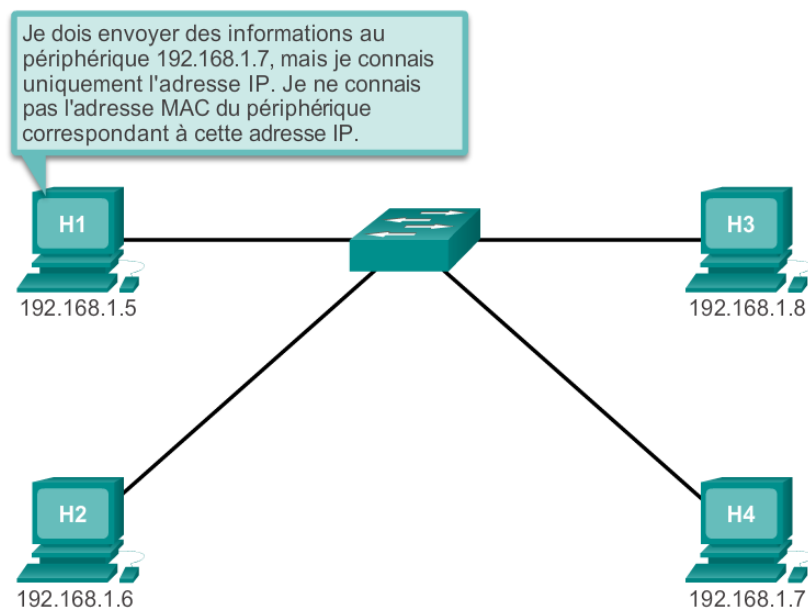 Je dois envoyer des informations au
périphérique 192.168.1.7, mais je connais
uniquement l'adresse IP. Je ne connais
pas l'adresse MAC du périphérique
correspondant à cette adresse IP.
H1
H3
192.168.1.5
192.168.1.8
H2
H4
192.168.1.6
192.168.1.7